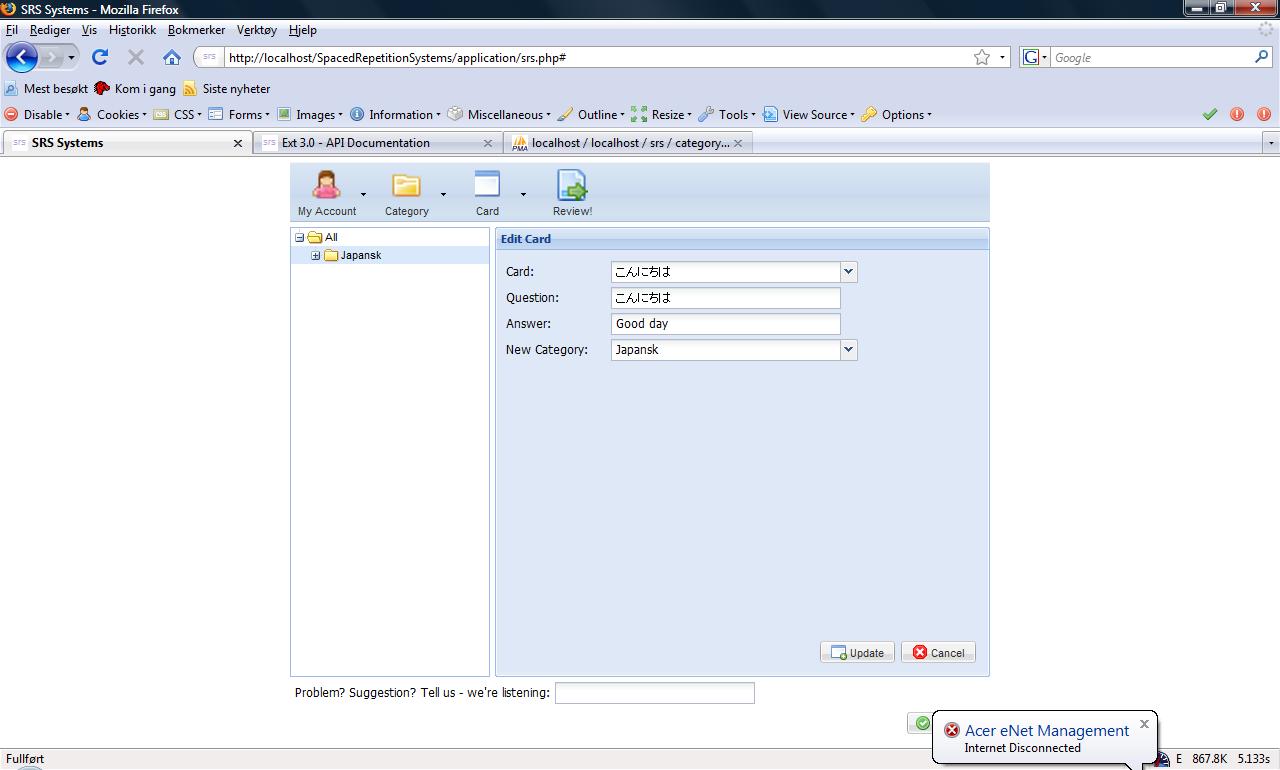 SRS Systems - Mozilla Firefox
Fil Rediger Vis Historikk Bokmerker Verktøy Hjelp
srs http://localhost/SpacedRepetitionSystems/application/srs.php# G Google
Mest besøkt Kom i gang Siste nyheter
Disable Cookies CSS Forms Images Information Miscellaneous Outline Resize Tools View Source Options
srs SRS Systems srs Ext 3.0 - API Documentation PMA localhost / localhost / srs / category...
My Account Category Card Review!
All
Japansk
Edit Card
Card: こんにちは
Question: こんにちは
Answer: Good day
New Category: Japansk
Update Cancel
Problem? Suggestion? Tell us - we're listening:
Acer eNet Management
Internet Disconnected
Fullført E 867.8K 5.133s